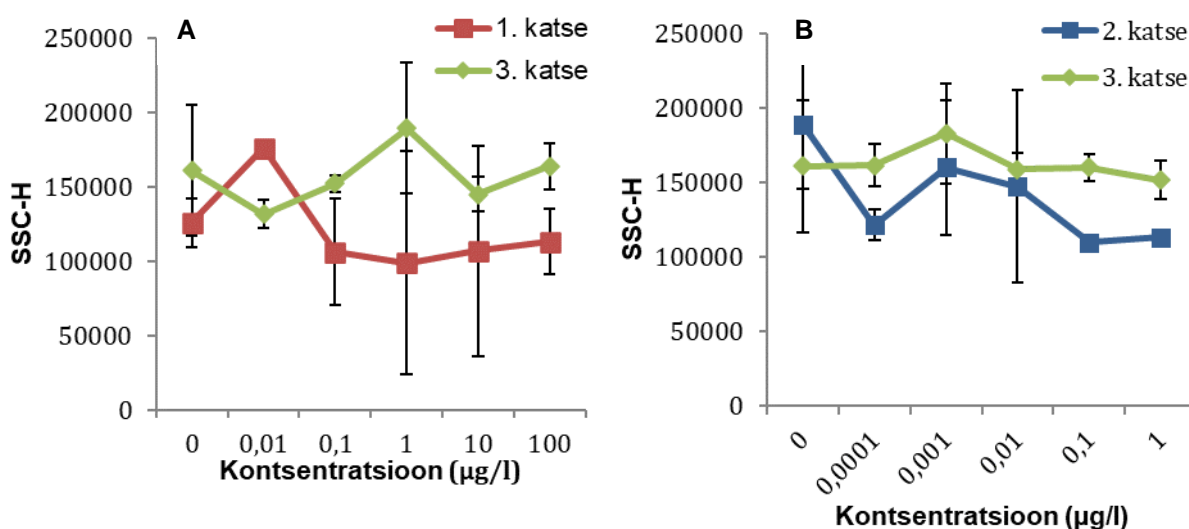 A
1. katse
3. katse
250000
200000
150000
100000
50000
0
SSC-H
0 0,01 0,1 1 10 100
Kontsentratsioon (µg/l)
B
2. katse
3. katse
250000
200000
150000
100000
50000
0
SSC-H
0 0,0001 0,001 0,01 0,1 1
Kontsentratsioon (µg/l)